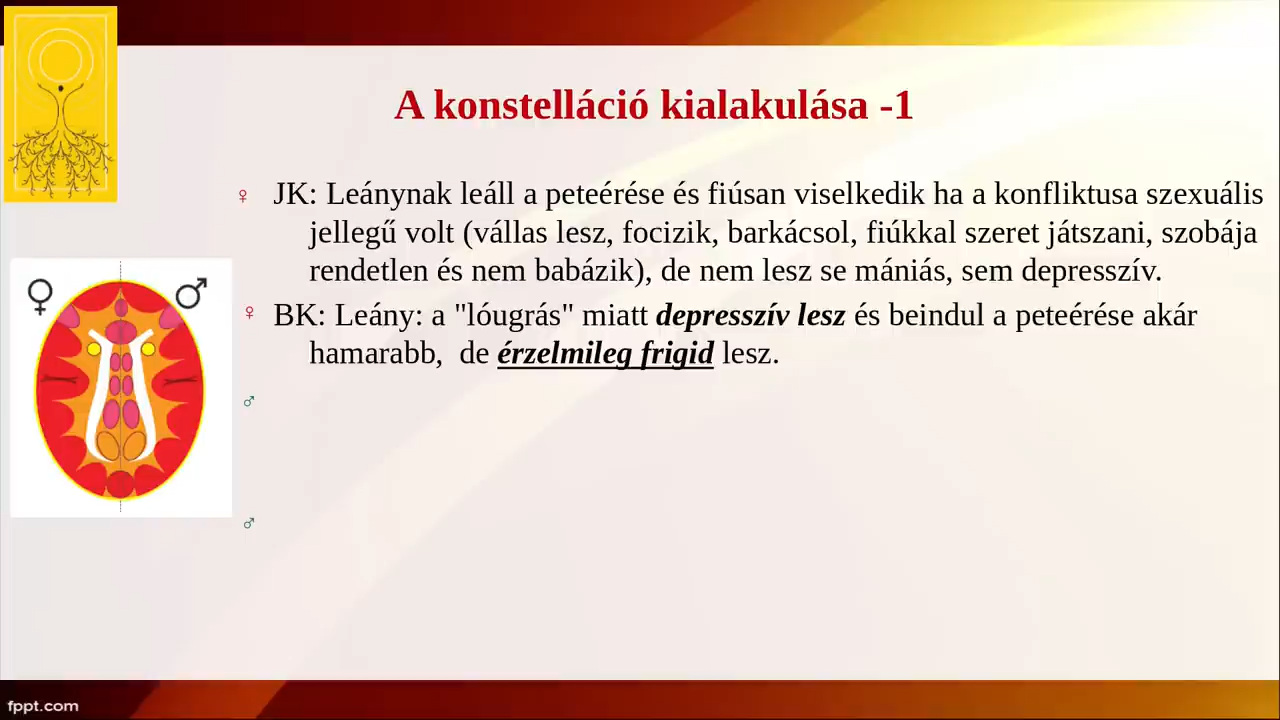 A konstelláció kialakulása -1
♀ JK: Leánynak leáll a peteérése és fiúsan viselkedik ha a konfliktusa szexuális
jellegű volt (vállas lesz, focizik, barkácsol, fiúkkal szeret játszani, szobája
rendetlen és nem babázik), de nem lesz se mániás, sem depresszív.
♀ BK: Leány: a "lóugrás" miatt depresszív lesz és beindul a peteérése akár
hamarabb,  de érzelmileg frigid lesz.
♂
♂
♀ ♂
fppt.com